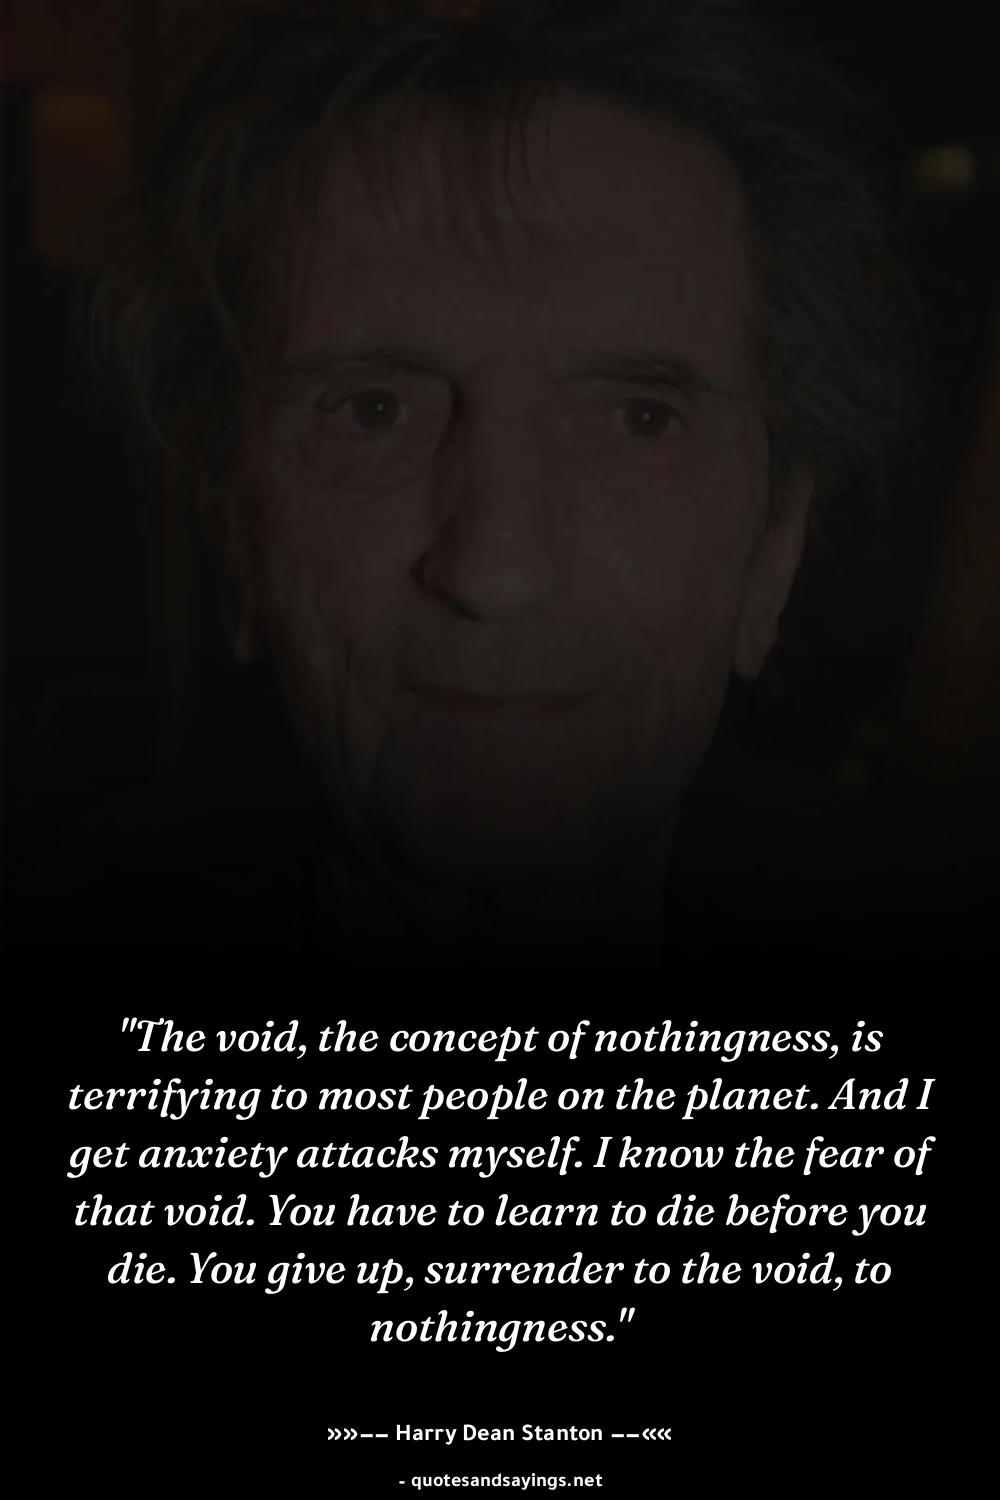 "The void, the concept of nothingness, is
terrifying to most people on the planet. And I
get anxiety attacks myself. I know the fear of
that void. You have to learn to die before you
die. You give up, surrender to the void, to
nothingness."
»»–– Harry Dean Stanton ––««
- quotesandsayings.net